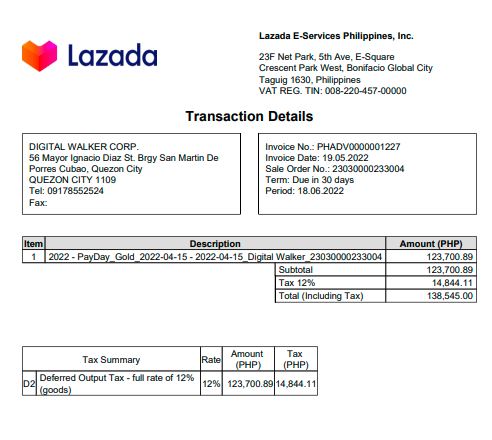 Lazada
Lazada E-Services Philippines, Inc.
23F Net Park, 5th Ave, E-Square
Crescent Park West, Bonifacio Global City
Taguig 1630, Philippines
VAT REG. TIN: 008-220-457-00000
Transaction Details
DIGITAL WALKER CORP.
56 Mayor Ignacio Diaz St. Brgy San Martin De
Porres Cubao, Quezon City
QUEZON CITY 1109
Tel: 09178552524
Fax:
Invoice No.: PHADV0000001227
Invoice Date: 19.05.2022
Sale Order No.: 23030000233004
Term: Due in 30 days
Period: 18.06.2022
Item Description Amount (PHP)
1 2022 - PayDay_Gold_2022-04-15 - 2022-04-15_Digital Walker_23030000233004 123,700.89
Subtotal 123,700.89
Tax 12% 14,844.11
Total (Including Tax) 138,545.00
Tax Summary Rate Amount (PHP) Tax (PHP)
D2 Deferred Output Tax - full rate of 12% (goods) 12% 123,700.89 14,844.11